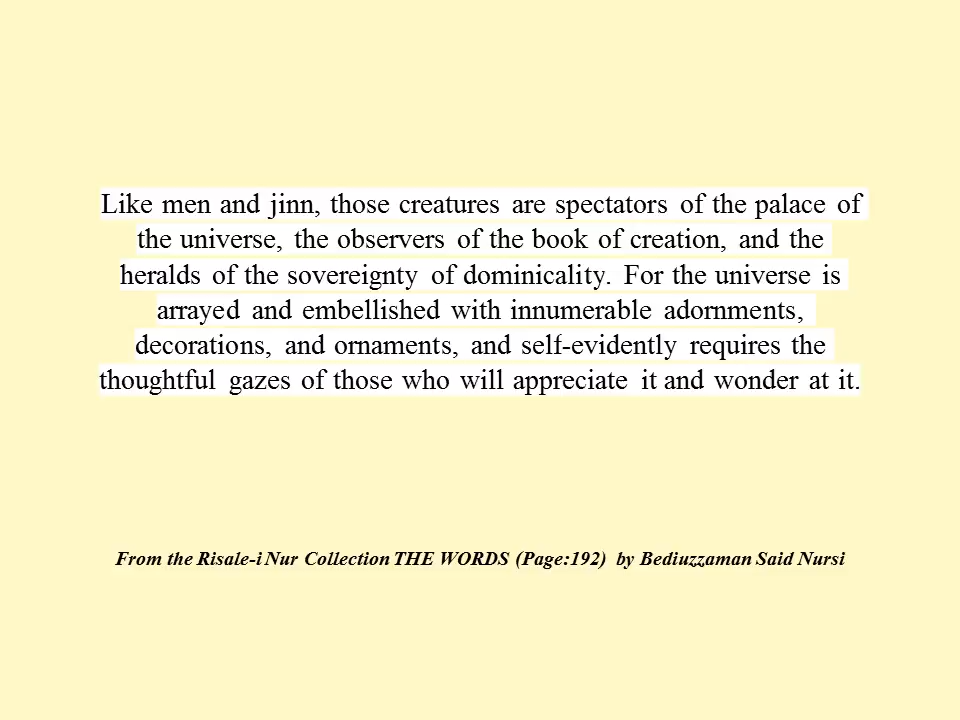 Like men and jinn, those creatures are spectators of the palace of
the universe, the observers of the book of creation, and the
heralds of the sovereignty of dominicality. For the universe is
arrayed and embellished with innumerable adornments,
decorations, and ornaments, and self-evidently requires the
thoughtful gazes of those who will appreciate it and wonder at it.
From the Risale-i Nur Collection THE WORDS (Page:192) by Bediuzzaman Said Nursi